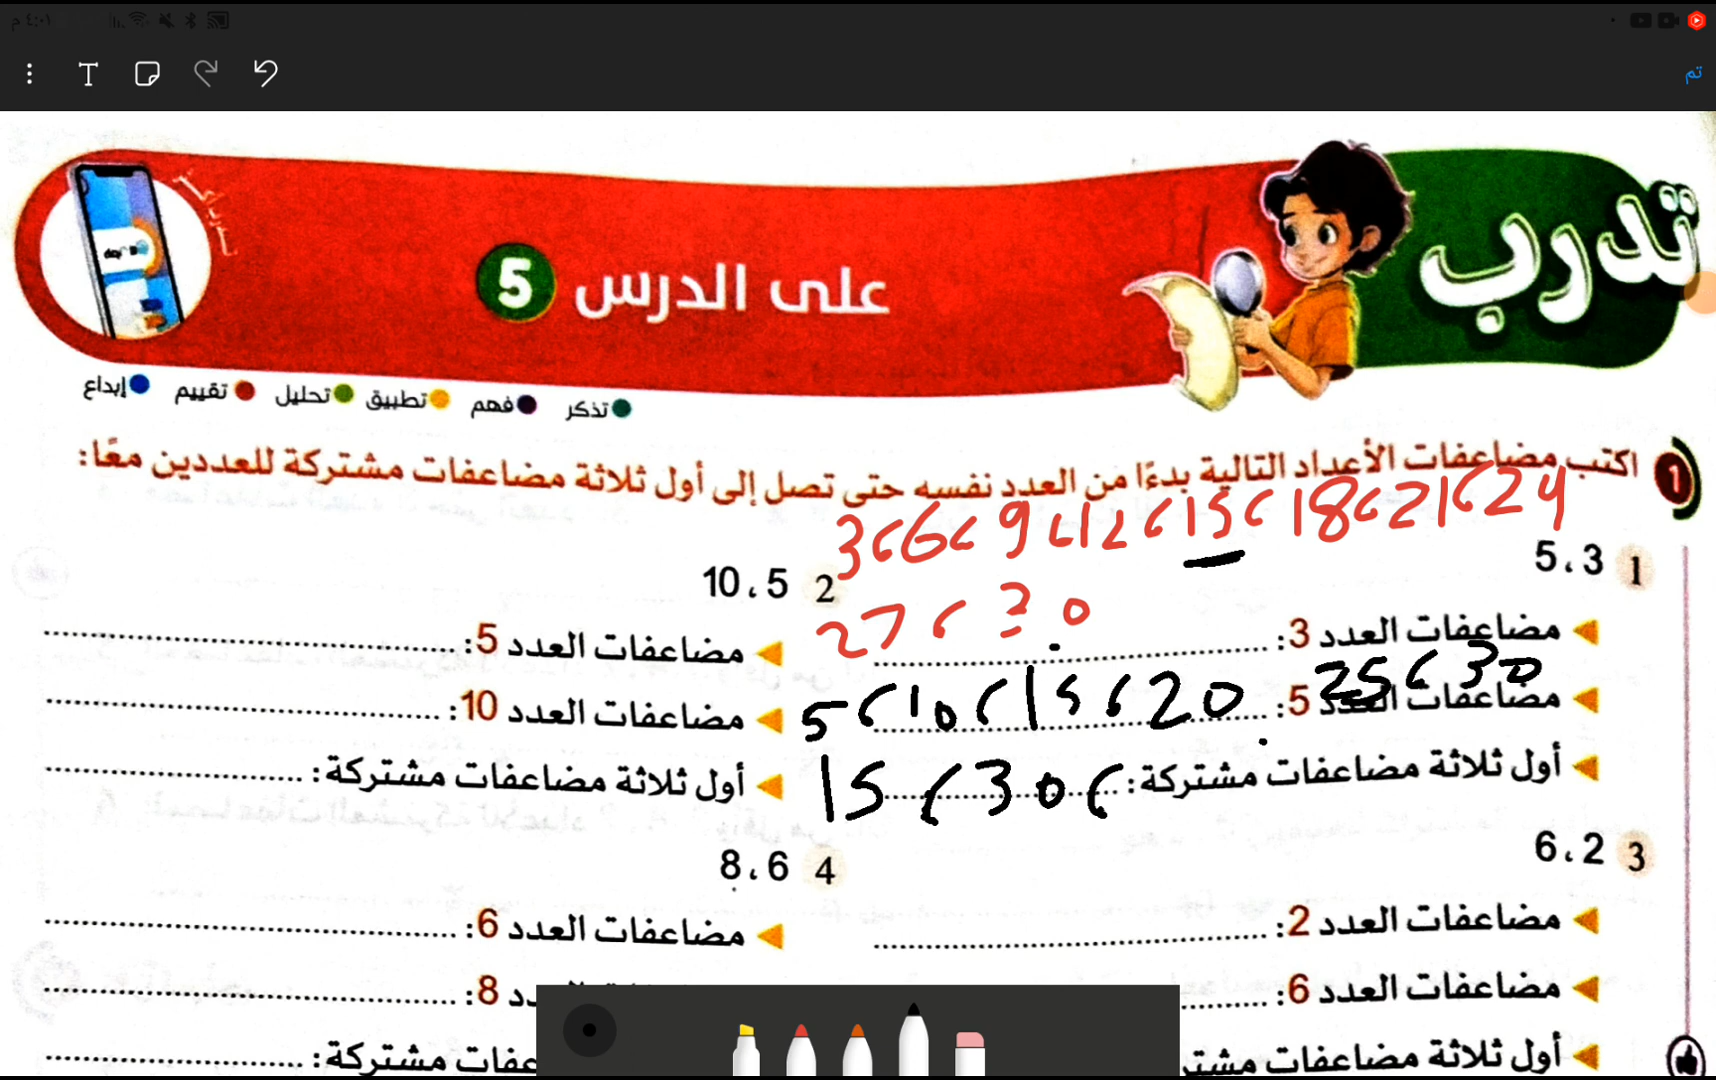 ٤:٠١ م
T
تم
تدرب
على الدرس 5
تذكر فهم تطبيق تحليل تقييم إبداع
1 اكتب مضاعفات الأعداد التالية بدءًا من العدد نفسه حتى تصل إلى أول ثلاثة مضاعفات مشتركة للعددين معًا:
3، 6، 9، 12، 15، 18، 21، 24
27، 30
1 3، 5
مضاعفات العدد 3:
مضاعفات العدد 5:
5، 10، 15، 20 25، 30
أول ثلاثة مضاعفات مشتركة:
15، 30،
2 5، 10
مضاعفات العدد 5:
مضاعفات العدد 10:
أول ثلاثة مضاعفات مشتركة:
3 2، 6
مضاعفات العدد 2:
مضاعفات العدد 6:
أول ثلاثة مضاعفات
4 6، 8
مضاعفات العدد 6:
8:
مشتركة: